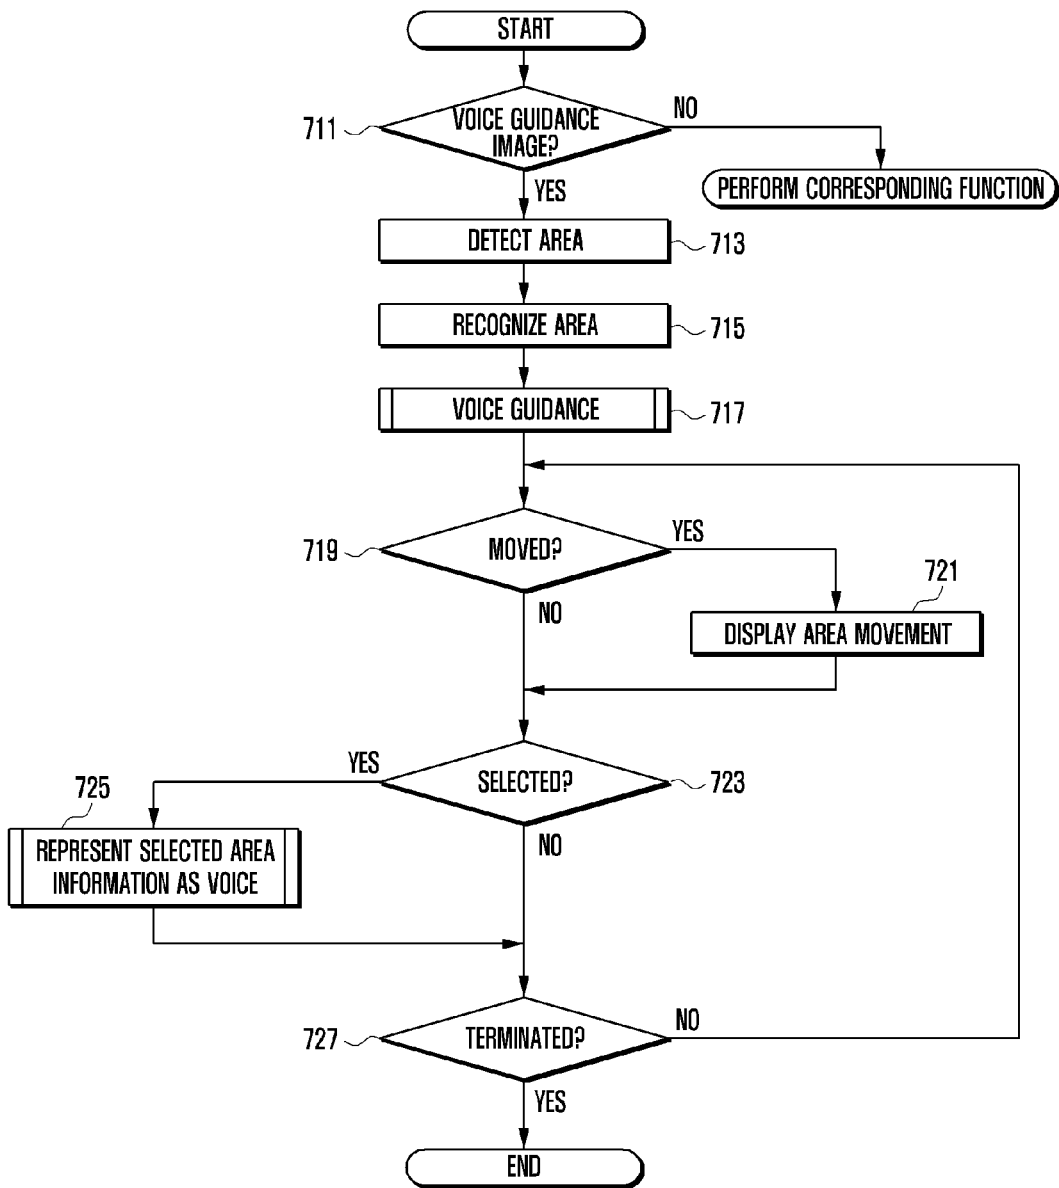 START
711
VOICE GUIDANCE
IMAGE?
NO
PERFORM CORRESPONDING FUNCTION
YES
DETECT AREA
713
RECOGNIZE AREA
715
VOICE GUIDANCE
717
719
MOVED?
YES
NO
721
DISPLAY AREA MOVEMENT
YES
SELECTED?
723
725
NO
REPRESENT SELECTED AREA
INFORMATION AS VOICE
727
TERMINATED?
NO
YES
END